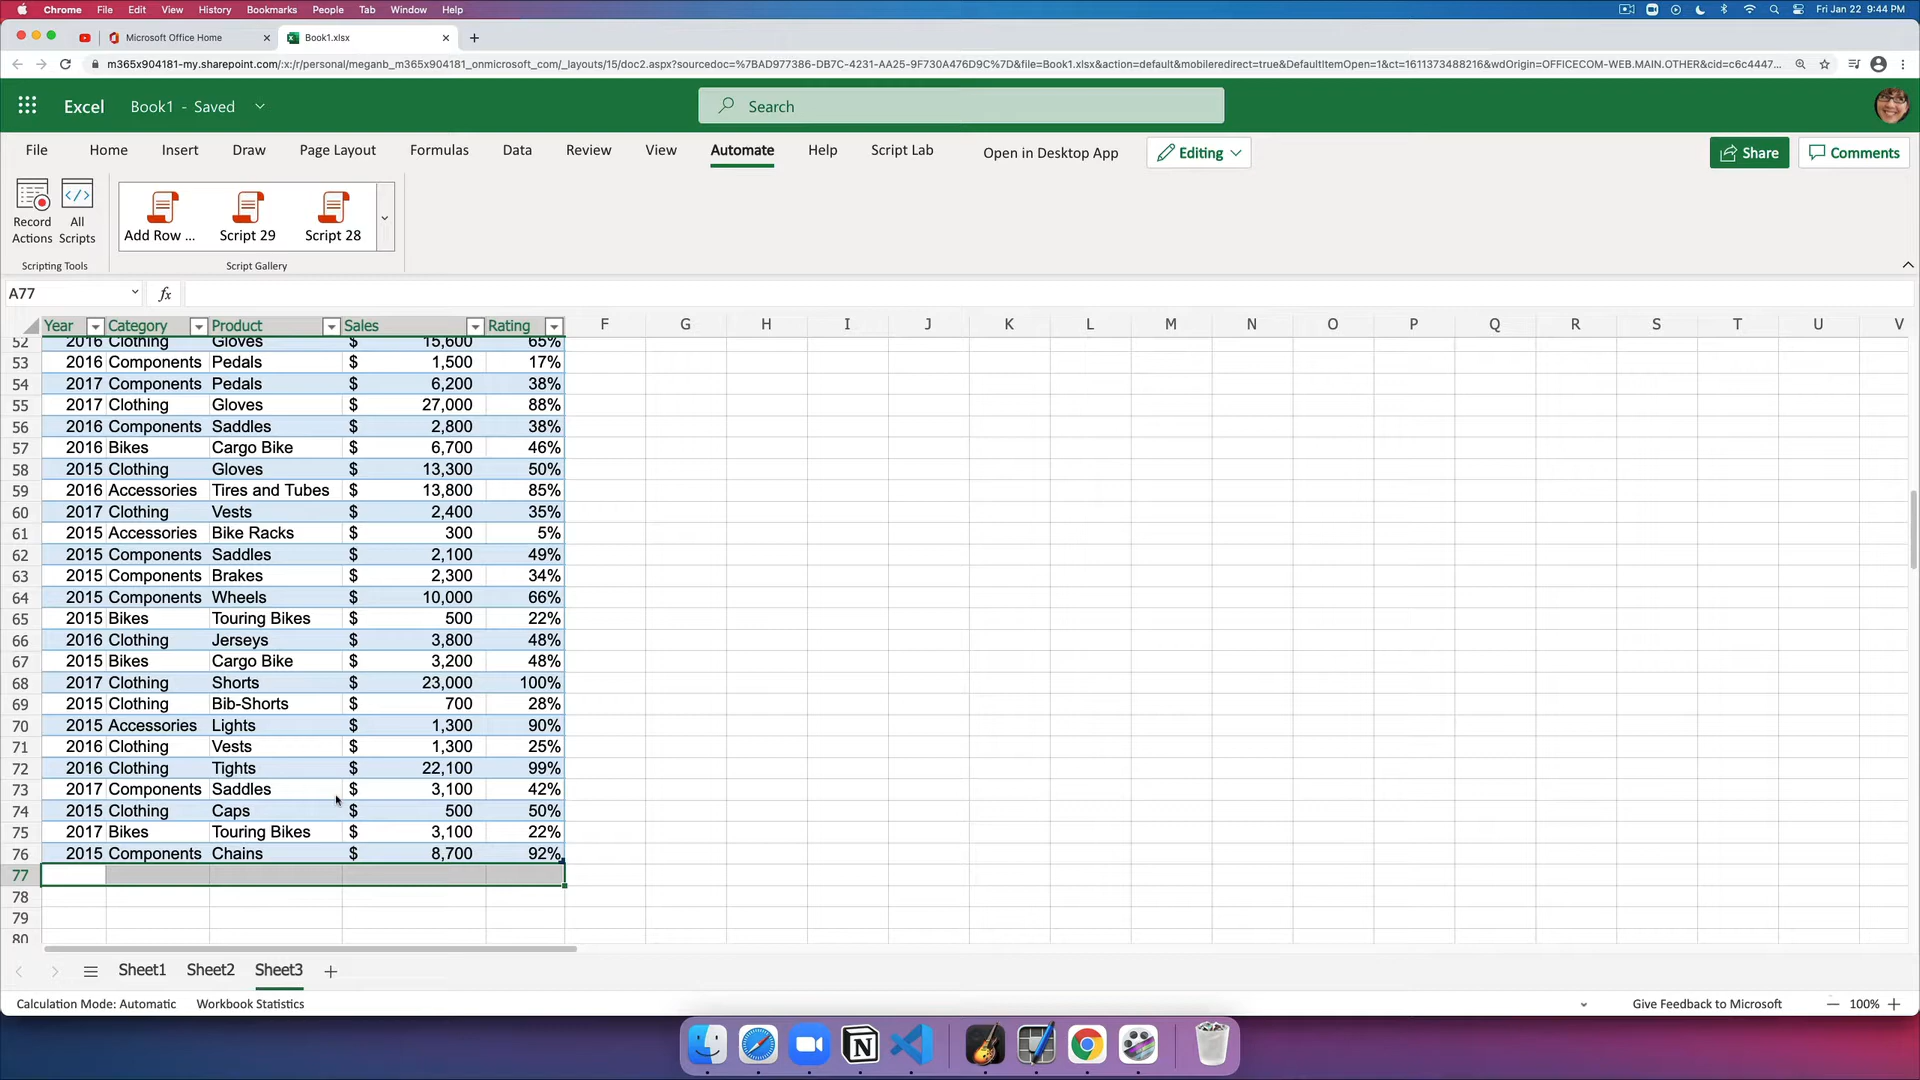 Chrome File Edit View History Bookmarks People Tab Window Help Fri Jan 22 9:44 PM
Microsoft Office Home × Book1.xlsx × +
m365x904181-my.sharepoint.com/:x:/r/personal/meganb_m365x904181_onmicrosoft_com/_layouts/15/doc2.aspx?sourcedoc=%7BAD977386-DB7C-4231-AA25-9F730A476D9C%7D&file=Book1.xlsx&action=default&mobileredirect=true&DefaultItemOpen=1&ct=1611373488216&wdOrigin=OFFICECOM-WEB.MAIN.OTHER&cid=c6c4447...
Excel Book1 - Saved Search
File Home Insert Draw Page Layout Formulas Data Review View Automate Help Script Lab Open in Desktop App Editing Share Comments
Record Actions All Scripts Add Row ... Script 29 Script 28
Scripting Tools Script Gallery
A77 fx
Year Category Product Sales Rating F G H I J K L M N O P Q R S T U V
52 2016 Clothing Gloves $ 15,600 65%
53 2016 Components Pedals $ 1,500 17%
54 2017 Components Pedals $ 6,200 38%
55 2017 Clothing Gloves $ 27,000 88%
56 2016 Components Saddles $ 2,800 38%
57 2016 Bikes Cargo Bike $ 6,700 46%
58 2015 Clothing Gloves $ 13,300 50%
59 2016 Accessories Tires and Tubes $ 13,800 85%
60 2017 Clothing Vests $ 2,400 35%
61 2015 Accessories Bike Racks $ 300 5%
62 2015 Components Saddles $ 2,100 49%
63 2015 Components Brakes $ 2,300 34%
64 2015 Components Wheels $ 10,000 66%
65 2015 Bikes Touring Bikes $ 500 22%
66 2016 Clothing Jerseys $ 3,800 48%
67 2015 Bikes Cargo Bike $ 3,200 48%
68 2017 Clothing Shorts $ 23,000 100%
69 2015 Clothing Bib-Shorts $ 700 28%
70 2015 Accessories Lights $ 1,300 90%
71 2016 Clothing Vests $ 1,300 25%
72 2016 Clothing Tights $ 22,100 99%
73 2017 Components Saddles $ 3,100 42%
74 2015 Clothing Caps $ 500 50%
75 2017 Bikes Touring Bikes $ 3,100 22%
76 2015 Components Chains $ 8,700 92%
77
78
79
80
Sheet1 Sheet2 Sheet3 +
Calculation Mode: Automatic Workbook Statistics Give Feedback to Microsoft — 100% +